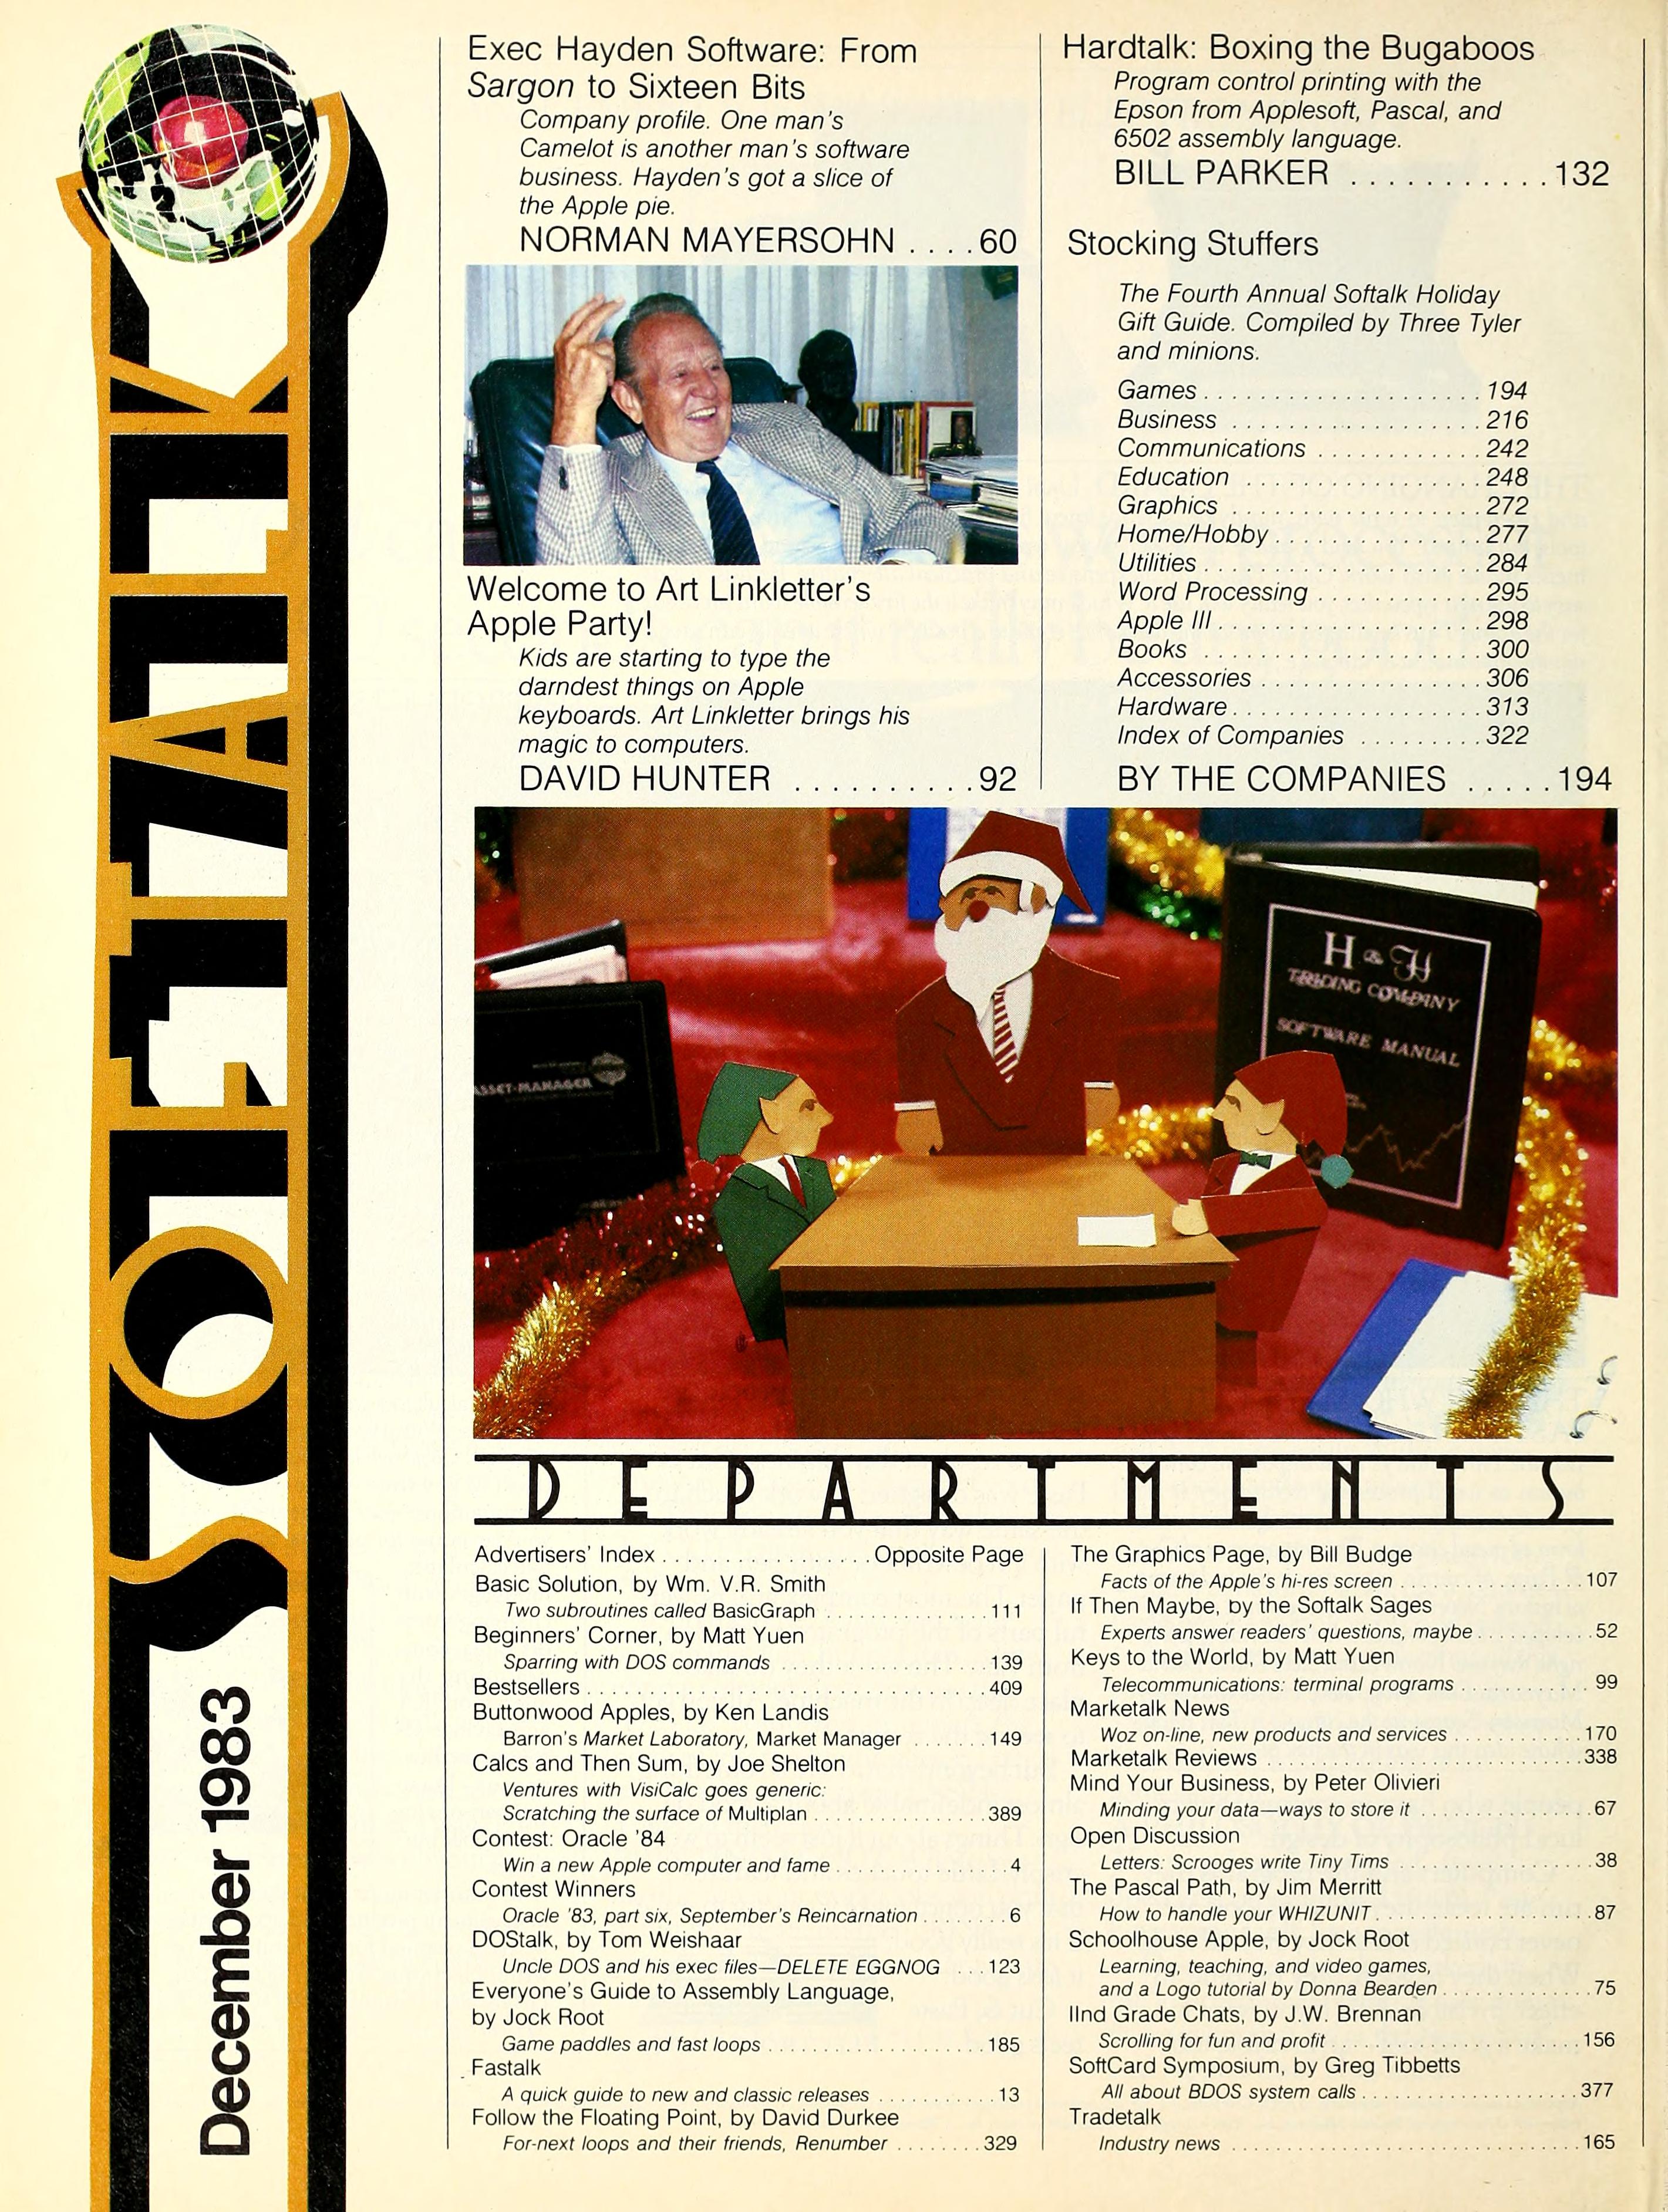 SOFTALK
December 1983
Exec Hayden Software: From
Sargon to Sixteen Bits
Company profile. One man's
Camelot is another man's software
business. Hayden's got a slice of
the Apple pie.
NORMAN MAYERSOHN . . . . 60
Welcome to Art Linkletter's
Apple Party!
Kids are starting to type the
darndest things on Apple
keyboards. Art Linkletter brings his
magic to computers.
DAVID HUNTER . . . . . . . . . . 92
Hardtalk: Boxing the Bugaboos
Program control printing with the
Epson from Applesoft, Pascal, and
6502 assembly language.
BILL PARKER . . . . . . . . . . . 132
Stocking Stuffers
The Fourth Annual Softalk Holiday
Gift Guide. Compiled by Three Tyler
and minions.
Games . . . . . . . . . . . . . . . . . . . . 194
Business . . . . . . . . . . . . . . . . . . 216
Communications . . . . . . . . . . . . 242
Education . . . . . . . . . . . . . . . . . 248
Graphics . . . . . . . . . . . . . . . . . . 272
Home/Hobby . . . . . . . . . . . . . . . 277
Utilities . . . . . . . . . . . . . . . . . . . . 284
Word Processing . . . . . . . . . . . . 295
Apple III . . . . . . . . . . . . . . . . . . . 298
Books . . . . . . . . . . . . . . . . . . . . 300
Accessories . . . . . . . . . . . . . . . . 306
Hardware . . . . . . . . . . . . . . . . . . 313
Index of Companies . . . . . . . . . 322
BY THE COMPANIES . . . . . 194
ASSET-MANAGER
H & H
TRADING COMPANY
SOFTWARE MANUAL
DEPARTMENTS
Advertisers' Index . . . . . . . . . . . . . . . . . Opposite Page
Basic Solution, by Wm. V.R. Smith
Two subroutines called BasicGraph . . . . . . . . . . . . . . 111
Beginners' Corner, by Matt Yuen
Sparring with DOS commands . . . . . . . . . . . . . . . . . . 139
Bestsellers . . . . . . . . . . . . . . . . . . . . . . . . . . . . . . . . . 409
Buttonwood Apples, by Ken Landis
Barron's Market Laboratory, Market Manager . . . . . . . 149
Calcs and Then Sum, by Joe Shelton
Ventures with VisiCalc goes generic:
Scratching the surface of Multiplan . . . . . . . . . . . . . . . 389
Contest: Oracle '84
Win a new Apple computer and fame . . . . . . . . . . . . . . . 4
Contest Winners
Oracle '83, part six, September's Reincarnation . . . . . . . . 6
DOStalk, by Tom Weishaar
Uncle DOS and his exec files—DELETE EGGNOG . . . 123
Everyone's Guide to Assembly Language,
by Jock Root
Game paddles and fast loops . . . . . . . . . . . . . . . . . . . 185
Fastalk
A quick guide to new and classic releases . . . . . . . . . . 13
Follow the Floating Point, by David Durkee
For-next loops and their friends, Renumber . . . . . . . . 329
The Graphics Page, by Bill Budge
Facts of the Apple's hi-res screen . . . . . . . . . . . . . . . . 107
If Then Maybe, by the Softalk Sages
Experts answer readers' questions, maybe . . . . . . . . . . 52
Keys to the World, by Matt Yuen
Telecommunications: terminal programs . . . . . . . . . . . 99
Marketalk News
Woz on-line, new products and services . . . . . . . . . . . 170
Marketalk Reviews . . . . . . . . . . . . . . . . . . . . . . . . . . 338
Mind Your Business, by Peter Olivieri
Minding your data—ways to store it . . . . . . . . . . . . . . . 67
Open Discussion
Letters: Scrooges write Tiny Tims . . . . . . . . . . . . . . . . . 38
The Pascal Path, by Jim Merritt
How to handle your WHIZUNIT . . . . . . . . . . . . . . . . . . . 87
Schoolhouse Apple, by Jock Root
Learning, teaching, and video games,
and a Logo tutorial by Donna Bearden . . . . . . . . . . . . . 75
IInd Grade Chats, by J.W. Brennan
Scrolling for fun and profit . . . . . . . . . . . . . . . . . . . . . . 156
SoftCard Symposium, by Greg Tibbetts
All about BDOS system calls . . . . . . . . . . . . . . . . . . . 377
Tradetalk
Industry news . . . . . . . . . . . . . . . . . . . . . . . . . . . . . . 165